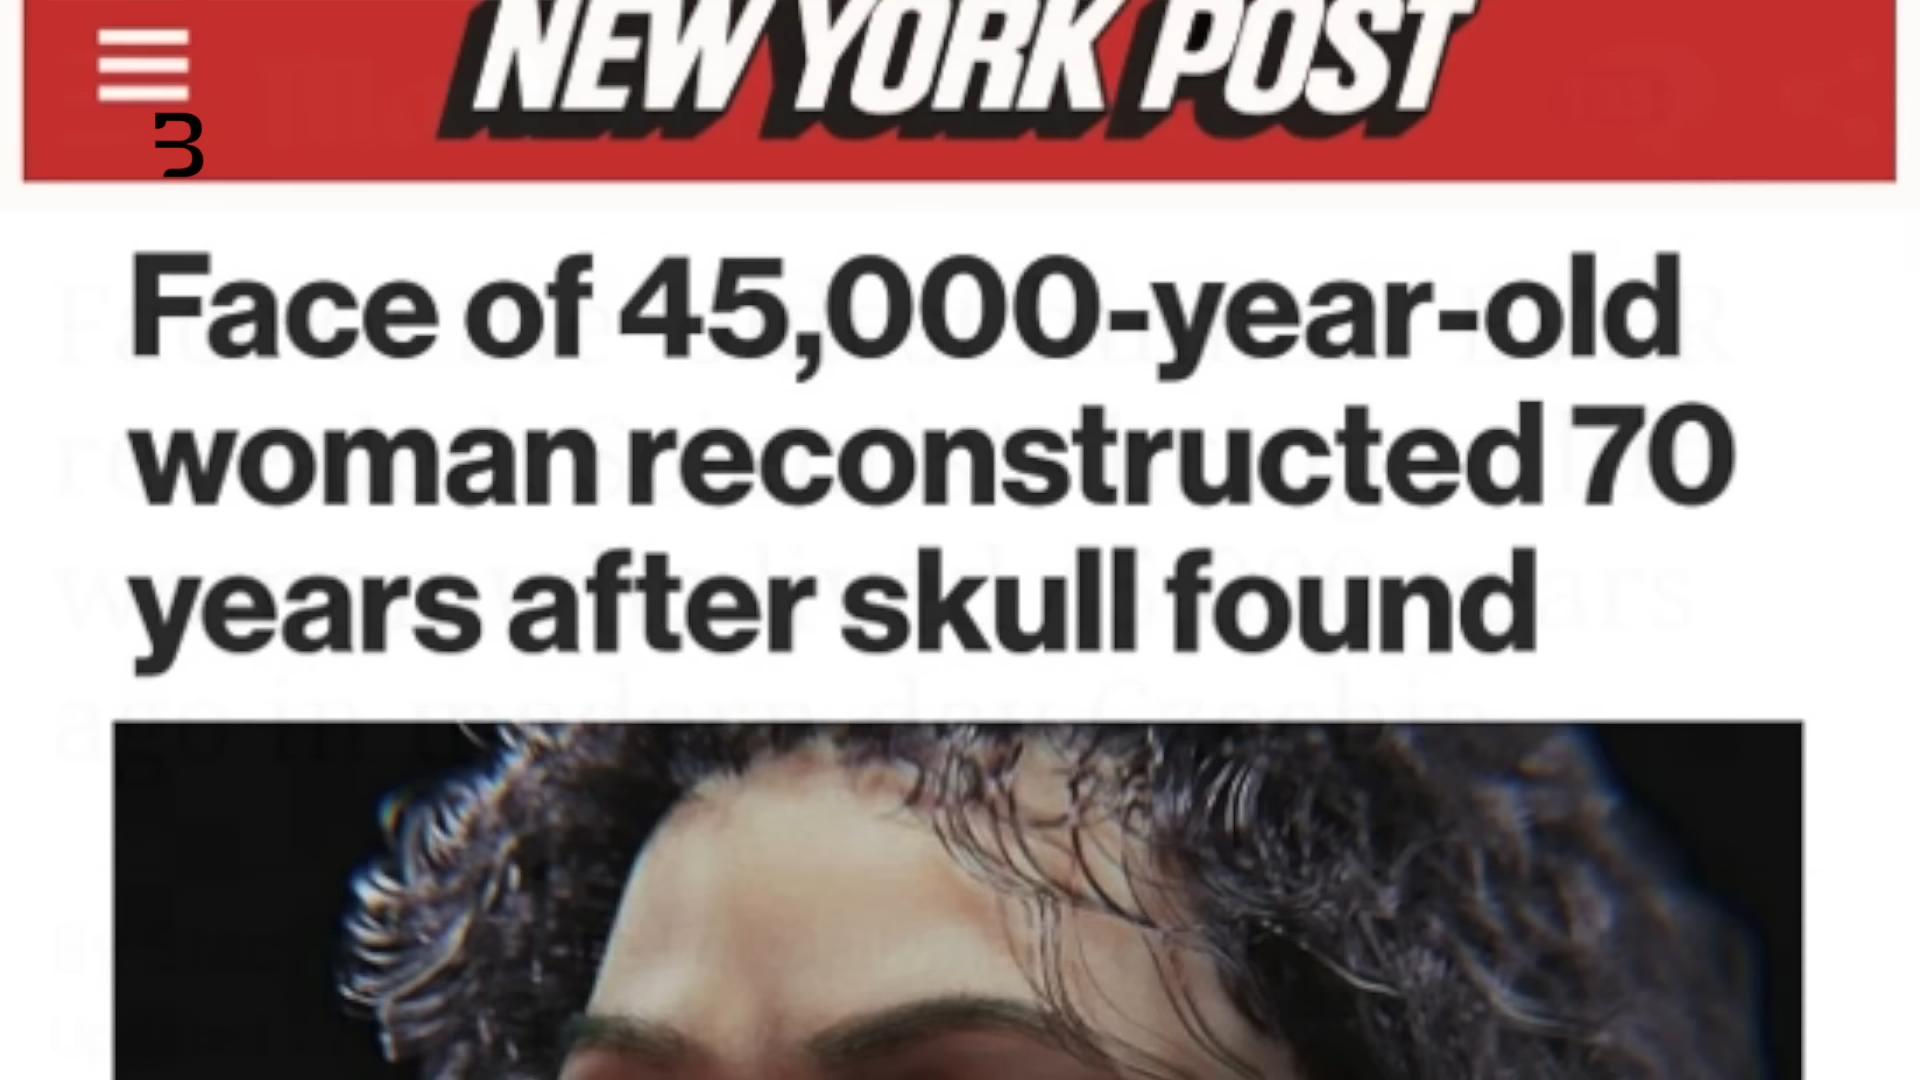 NEW YORK POST
3
Face of 45,000-year-old
woman reconstructed 70
years after skull found